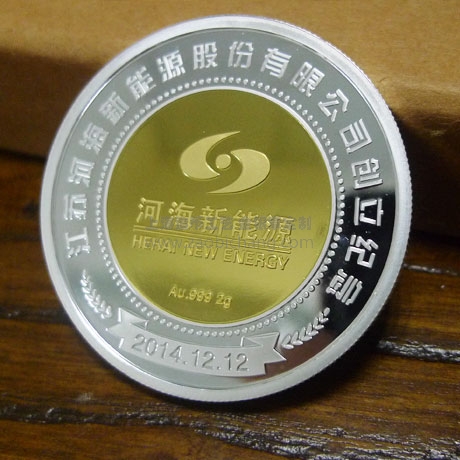 江苏河海新能源股份有限公司创立纪念
河海新能源
HEHAI NEW ENERGY
Au.999 2g
2014.12.12